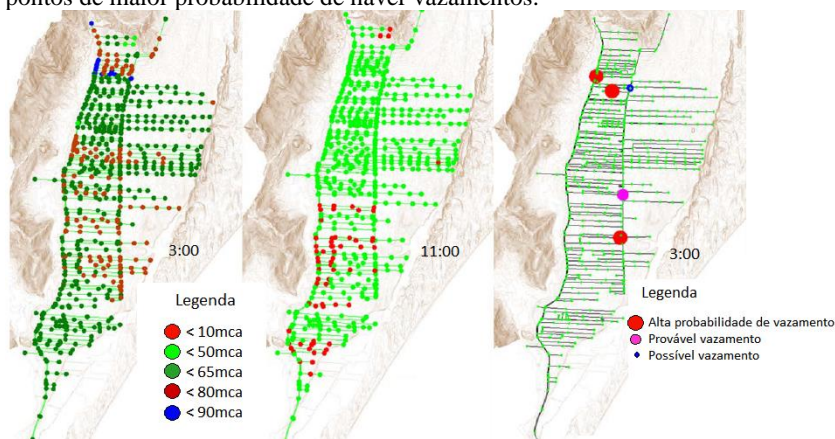 pontos de maior probabilidade de haver vazamentos.
3:00
Legenda
< 10mca
< 50mca
< 65mca
< 80mca
< 90mca
11:00
3:00
Legenda
Alta probabilidade de vazamento
Provável vazamento
Possível vazamento